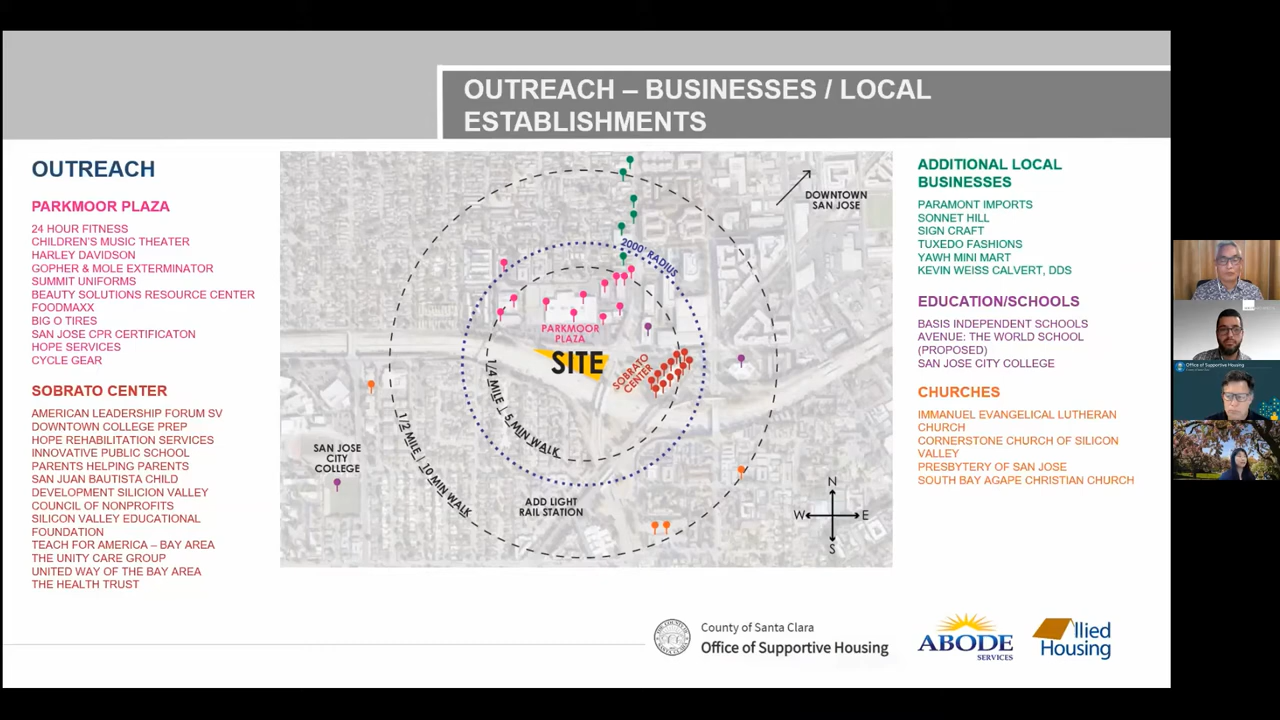 OUTREACH – BUSINESSES / LOCAL
ESTABLISHMENTS
OUTREACH
PARKMOOR PLAZA
24 HOUR FITNESS
CHILDREN'S MUSIC THEATER
HARLEY DAVIDSON
GOPHER & MOLE EXTERMINATOR
SUMMIT UNIFORMS
BEAUTY SOLUTIONS RESOURCE CENTER
FOODMAXX
BIG O TIRES
SAN JOSE CPR CERTIFICATON
HOPE SERVICES
CYCLE GEAR
SOBRATO CENTER
AMERICAN LEADERSHIP FORUM SV
DOWNTOWN COLLEGE PREP
HOPE REHABILITATION SERVICES
INNOVATIVE PUBLIC SCHOOL
PARENTS HELPING PARENTS
SAN JUAN BAUTISTA CHILD
DEVELOPMENT SILICION VALLEY
COUNCIL OF NONPROFITS
SILICON VALLEY EDUCATIONAL
FOUNDATION
TEACH FOR AMERICA – BAY AREA
THE UNITY CARE GROUP
UNITED WAY OF THE BAY AREA
THE HEALTH TRUST
DOWNTOWN
SAN JOSE
2000' RADIUS
PARKMOOR
PLAZA
SITE
SOBRATO
CENTER
1/4 MILE | 5 MIN WALK
1/2 MILE | 10 MIN WALK
SAN JOSE
CITY
COLLEGE
ADD LIGHT
RAIL STATION
N
W
E
S
ADDITIONAL LOCAL
BUSINESSES
PARAMONT IMPORTS
SONNET HILL
SIGN CRAFT
TUXEDO FASHIONS
YAWH MINI MART
KEVIN WEISS CALVERT, DDS
EDUCATION/SCHOOLS
BASIS INDEPENDENT SCHOOLS
AVENUE: THE WORLD SCHOOL
(PROPOSED)
SAN JOSE CITY COLLEGE
CHURCHES
IMMANUEL EVANGELICAL LUTHERAN
CHURCH
CORNERSTONE CHURCH OF SILICON
VALLEY
PRESBYTERY OF SAN JOSE
SOUTH BAY AGAPE CHRISTIAN CHURCH
County of Santa Clara
Office of Supportive Housing
ABODE
SERVICES
llied
Housing
Office of Supportive Housing